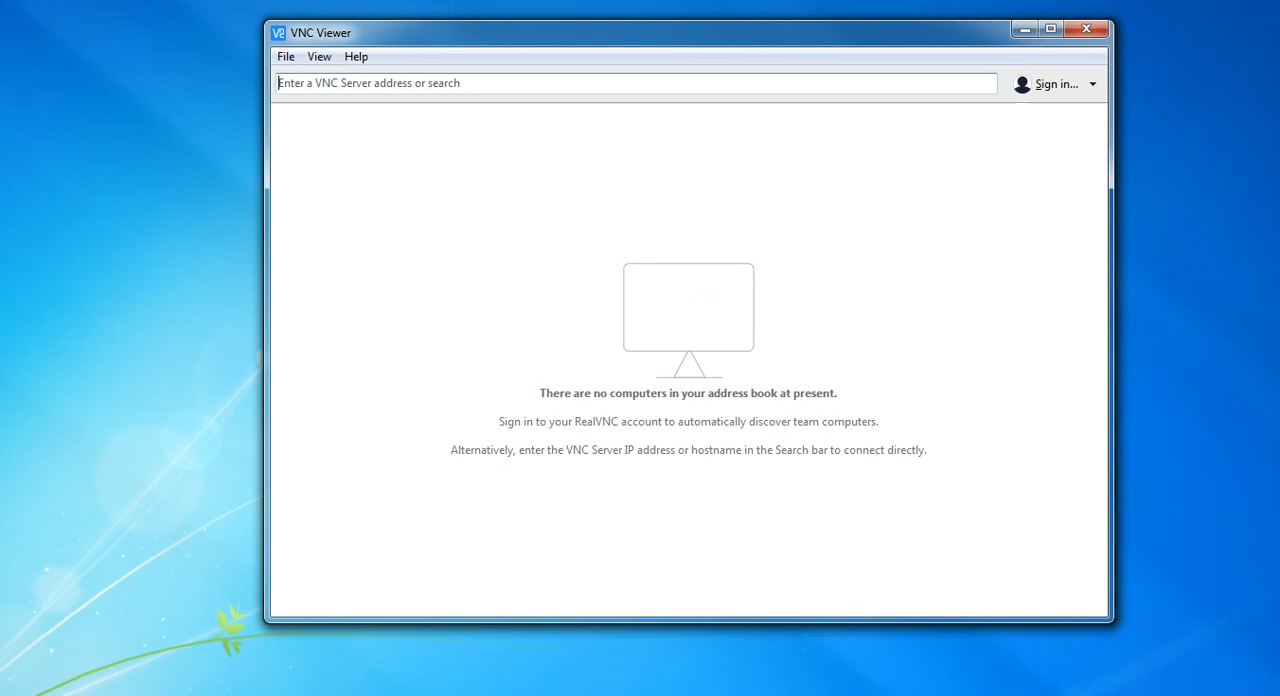 VNC Viewer
File View Help
Enter a VNC Server address or search
Sign in...
There are no computers in your address book at present.
Sign in to your RealVNC account to automatically discover team computers.
Alternatively, enter the VNC Server IP address or hostname in the Search bar to connect directly.